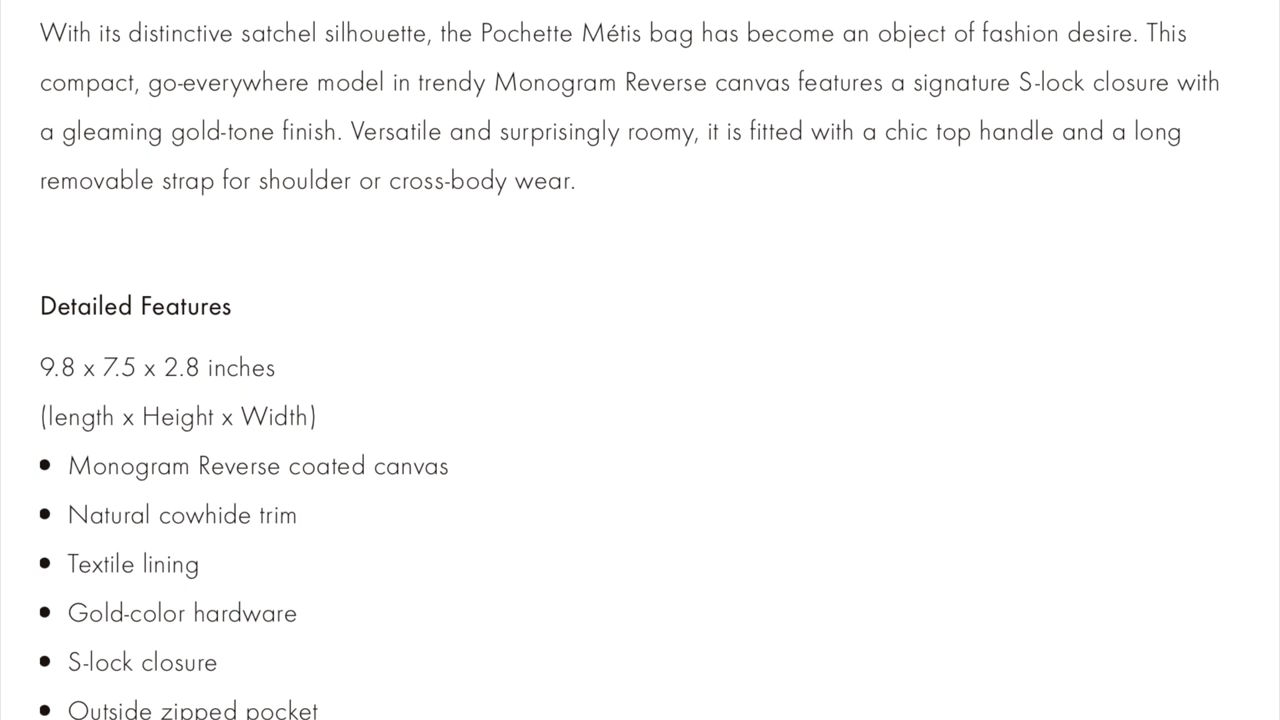 With its distinctive satchel silhouette, the Pochette Métis bag has become an object of fashion desire. This
compact, go-everywhere model in trendy Monogram Reverse canvas features a signature S-lock closure with
a gleaming gold-tone finish. Versatile and surprisingly roomy, it is fitted with a chic top handle and a long
removable strap for shoulder or cross-body wear.
Detailed Features
9.8 x 7.5 x 2.8 inches
(length x Height x Width)
• Monogram Reverse coated canvas
• Natural cowhide trim
• Textile lining
• Gold-color hardware
• S-lock closure
• Outside zipped pocket